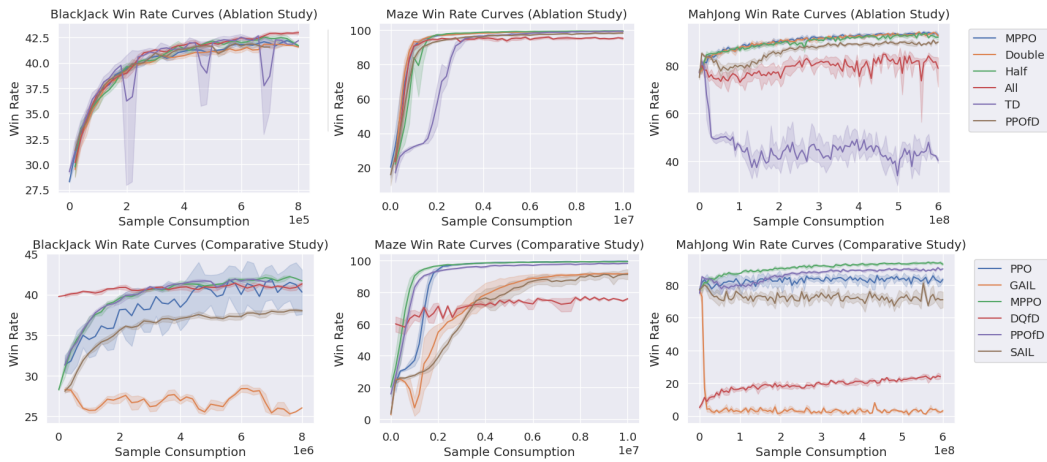 BlackJack Win Rate Curves (Ablation Study)
Win Rate
42.5
40.0
37.5
35.0
32.5
30.0
27.5
0
2
4
6
8
1e5
Sample Consumption
Maze Win Rate Curves (Ablation Study)
Win Rate
100
80
60
40
20
0.0
0.2
0.4
0.6
0.8
1.0
1e7
Sample Consumption
MahJong Win Rate Curves (Ablation Study)
Win Rate
80
60
40
0
1
2
3
4
5
6
1e8
Sample Consumption
MPPO
Double
Half
All
TD
PPOfD
BlackJack Win Rate Curves (Comparative Study)
Win Rate
45
40
35
30
25
0
2
4
6
8
1e6
Sample Consumption
Maze Win Rate Curves (Comparative Study)
Win Rate
100
80
60
40
20
0
0.0
0.2
0.4
0.6
0.8
1.0
1e7
Sample Consumption
MahJong Win Rate Curves (Comparative Study)
Win Rate
80
60
40
20
0
0
1
2
3
4
5
6
1e8
Sample Consumption
PPO
GAIL
MPPO
DQfD
PPOfD
SAIL